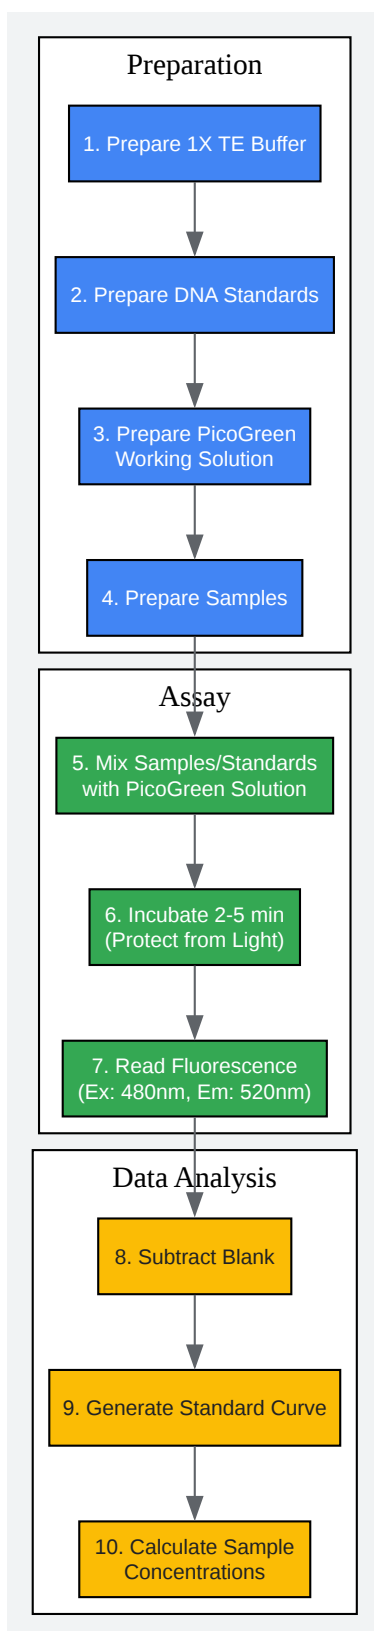 Preparation
1. Prepare 1X TE Buffer
2. Prepare DNA Standards
3. Prepare PicoGreen
Working Solution
4. Prepare Samples
Assay
5. Mix Samples/Standards
with PicoGreen Solution
6. Incubate 2-5 min
(Protect from Light)
7. Read Fluorescence
(Ex: 480nm, Em: 520nm)
Data Analysis
8. Subtract Blank
9. Generate Standard Curve
10. Calculate Sample
Concentrations